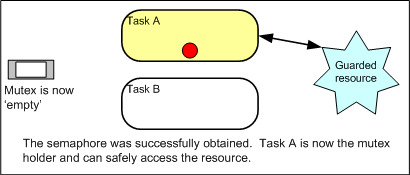 Task A
Guarded
resource
Mutex is now
'empty'
Task B
The semaphore was successfully obtained.  Task A is now the mutex
holder and can safely access the resource.